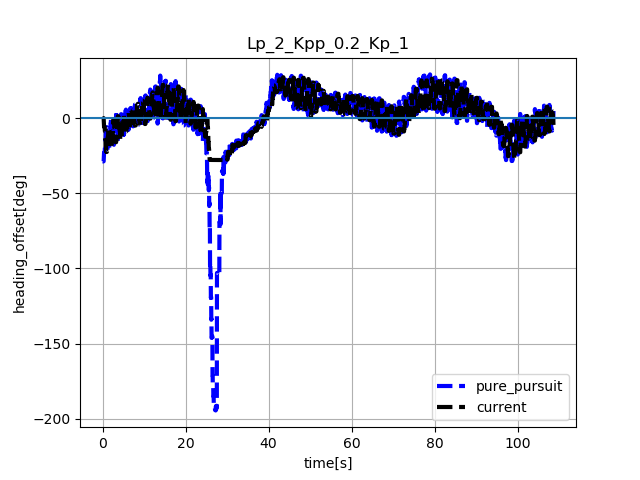 Lp_2_Kpp_0.2_Kp_1
heading_offset[deg]
0
−50
−100
−150
−200
pure_pursuit
current
0
20
40
60
80
100
time[s]